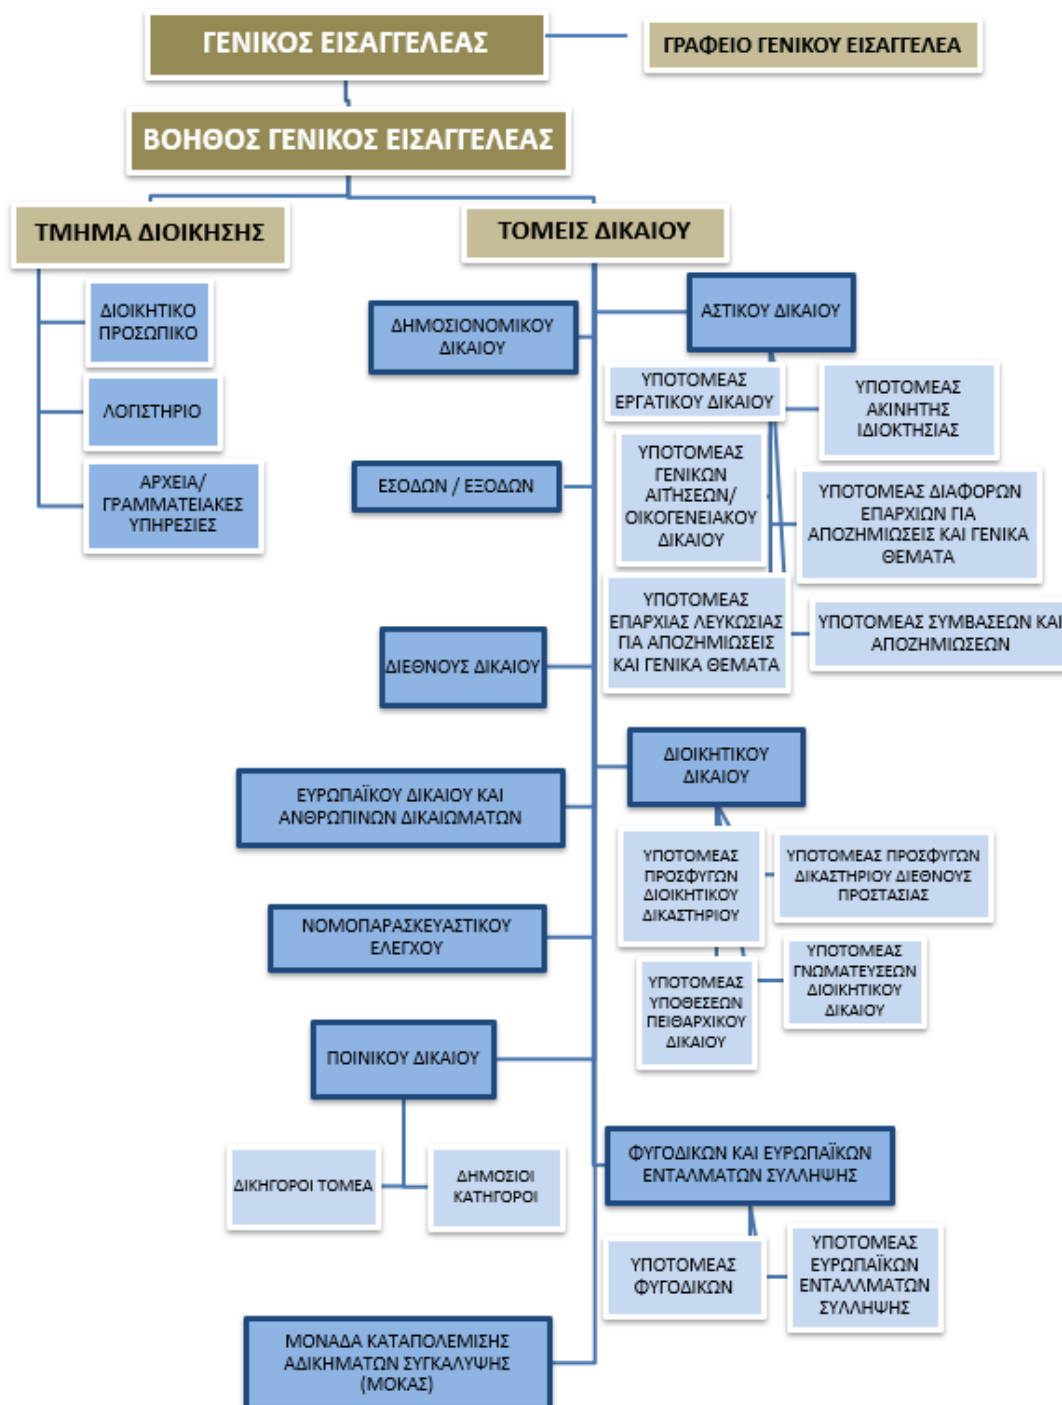 ΓΕΝΙΚΟΣ ΕΙΣΑΓΓΕΛΕΑΣ
ΓΡΑΦΕΙΟ ΓΕΝΙΚΟΥ ΕΙΣΑΓΓΕΛΕΑ
ΒΟΗΘΟΣ ΓΕΝΙΚΟΣ ΕΙΣΑΓΓΕΛΕΑΣ
ΤΜΗΜΑ ΔΙΟΙΚΗΣΗΣ
ΔΙΟΙΚΗΤΙΚΟ
ΠΡΟΣΩΠΙΚΟ
ΛΟΓΙΣΤΗΡΙΟ
ΑΡΧΕΙΑ/
ΓΡΑΜΜΑΤΕΙΑΚΕΣ
ΥΠΗΡΕΣΙΕΣ
ΤΟΜΕΙΣ ΔΙΚΑΙΟΥ
ΔΗΜΟΣΙΟΝΟΜΙΚΟΥ
ΔΙΚΑΙΟΥ
ΕΣΟΔΩΝ / ΕΞΟΔΩΝ
ΔΙΕΘΝΟΥΣ ΔΙΚΑΙΟΥ
ΕΥΡΩΠΑΪΚΟΥ ΔΙΚΑΙΟΥ ΚΑΙ
ΑΝΘΡΩΠΙΝΩΝ ΔΙΚΑΙΩΜΑΤΩΝ
ΝΟΜΟΠΑΡΑΣΚΕΥΑΣΤΙΚΟΥ
ΕΛΕΓΧΟΥ
ΠΟΙΝΙΚΟΥ ΔΙΚΑΙΟΥ
ΔΙΚΗΓΟΡΟΙ ΤΟΜΕΑ
ΔΗΜΟΣΙΟΙ
ΚΑΤΗΓΟΡΟΙ
ΜΟΝΑΔΑ ΚΑΤΑΠΟΛΕΜΙΣΗΣ
ΑΔΙΚΗΜΑΤΩΝ ΣΥΓΚΑΛΥΨΗΣ
(ΜΟΚΑΣ)
ΑΣΤΙΚΟΥ ΔΙΚΑΙΟΥ
ΥΠΟΤΟΜΕΑΣ
ΕΡΓΑΤΙΚΟΥ ΔΙΚΑΙΟΥ
ΥΠΟΤΟΜΕΑΣ
ΑΚΙΝΗΤΗΣ
ΙΔΙΟΚΤΗΣΙΑΣ
ΥΠΟΤΟΜΕΑΣ
ΓΕΝΙΚΩΝ
ΑΙΤΗΣΕΩΝ/
ΟΙΚΟΓΕΝΕΙΑΚΟΥ
ΔΙΚΑΙΟΥ
ΥΠΟΤΟΜΕΑΣ ΔΙΑΦΟΡΩΝ
ΕΠΑΡΧΙΩΝ ΓΙΑ
ΑΠΟΖΗΜΙΩΣΕΙΣ ΚΑΙ ΓΕΝΙΚΑ
ΘΕΜΑΤΑ
ΥΠΟΤΟΜΕΑΣ
ΕΠΑΡΧΙΑΣ ΛΕΥΚΩΣΙΑΣ
ΓΙΑ ΑΠΟΖΗΜΙΩΣΕΙΣ
ΚΑΙ ΓΕΝΙΚΑ ΘΕΜΑΤΑ
ΥΠΟΤΟΜΕΑΣ ΣΥΜΒΑΣΕΩΝ ΚΑΙ
ΑΠΟΖΗΜΙΩΣΕΩΝ
ΔΙΟΙΚΗΤΙΚΟΥ
ΔΙΚΑΙΟΥ
ΥΠΟΤΟΜΕΑΣ
ΠΡΟΣΦΥΓΩΝ
ΔΙΟΙΚΗΤΙΚΟΥ
ΔΙΚΑΣΤΗΡΙΟΥ
ΥΠΟΤΟΜΕΑΣ ΠΡΟΣΦΥΓΩΝ
ΔΙΚΑΣΤΗΡΙΟΥ ΔΙΕΘΝΟΥΣ
ΠΡΟΣΤΑΣΙΑΣ
ΥΠΟΤΟΜΕΑΣ
ΥΠΟΘΕΣΕΩΝ
ΠΕΙΘΑΡΧΙΚΟΥ
ΔΙΚΑΙΟΥ
ΥΠΟΤΟΜΕΑΣ
ΓΝΩΜΑΤΕΥΣΕΩΝ
ΔΙΟΙΚΗΤΙΚΟΥ
ΔΙΚΑΙΟΥ
ΦΥΓΟΔΙΚΩΝ ΚΑΙ ΕΥΡΩΠΑΪΚΩΝ
ΕΝΤΑΛΜΑΤΩΝ ΣΥΛΛΗΨΗΣ
ΥΠΟΤΟΜΕΑΣ
ΦΥΓΟΔΙΚΩΝ
ΥΠΟΤΟΜΕΑΣ
ΕΥΡΩΠΑΪΚΩΝ
ΕΝΤΑΛΛΜΑΤΩΝ
ΣΥΛΛΗΨΗΣ